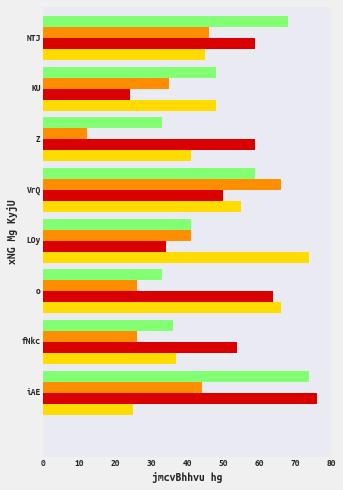 NTJ
KU
Z
VrQ
LOy
o
fNkc
iAE
xNG Mg KyjU
0 10 20 30 40 50 60 70 80
jmcvBhhvu hg